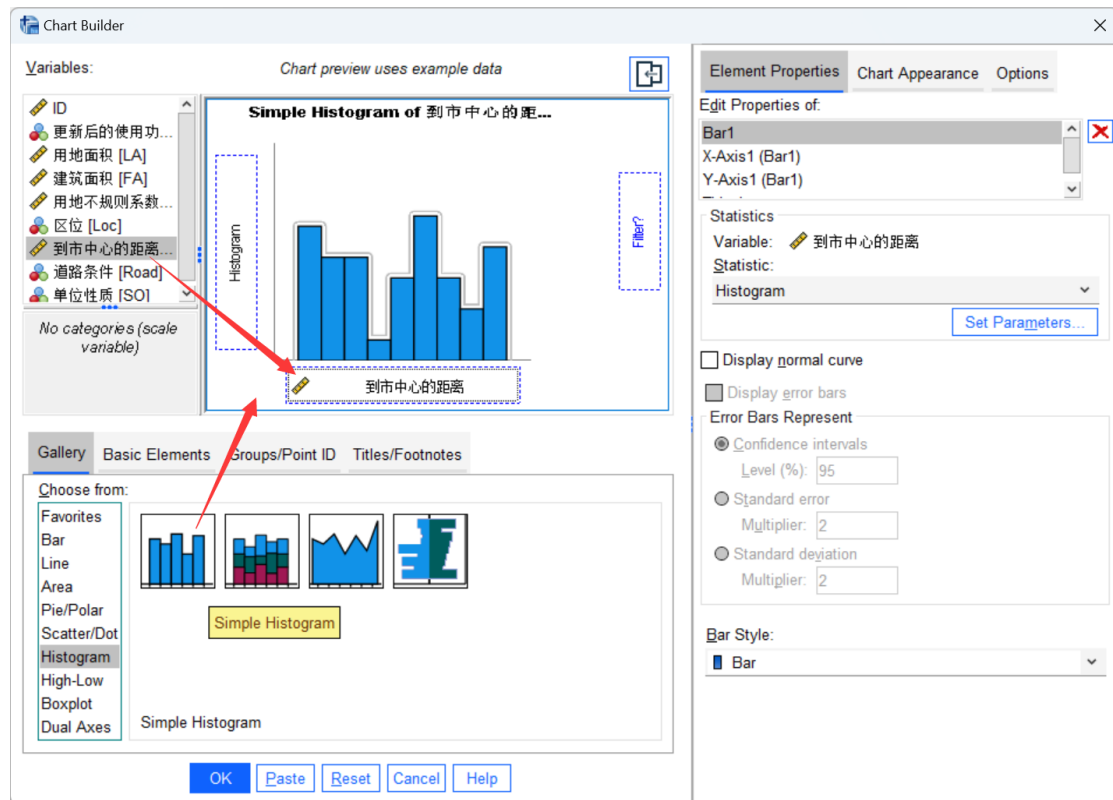 Chart Builder
Variables:
Chart preview uses example data
ID
更新后的使用功...
用地面积 [LA]
建筑面积 [FA]
用地不规则系数...
区位 [Loc]
到市中心的距离...
道路条件 [Road]
单位性质 [SO]
No categories (scale
variable)
Simple Histogram of 到市中心的距...
Histogram
Filter?
到市中心的距离
Gallery
Basic Elements
Groups/Point ID
Titles/Footnotes
Choose from:
Favorites
Bar
Line
Area
Pie/Polar
Scatter/Dot
Histogram
High-Low
Boxplot
Dual Axes
Simple Histogram
Simple Histogram
OK
Paste
Reset
Cancel
Help
Element Properties
Chart Appearance
Options
Edit Properties of:
Bar1
X-Axis1 (Bar1)
Y-Axis1 (Bar1)
Statistics
Variable: 到市中心的距离
Statistic:
Histogram
Set Parameters...
Display normal curve
Display error bars
Error Bars Represent
Confidence intervals
Level (%): 95
Standard error
Multiplier: 2
Standard deviation
Multiplier: 2
Bar Style:
Bar